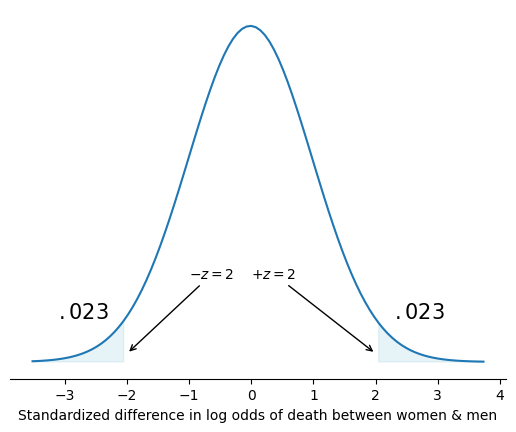 −z = 2 +z = 2
.023 .023
−3 −2 −1 0 1 2 3 4
Standardized difference in log odds of death between women & men